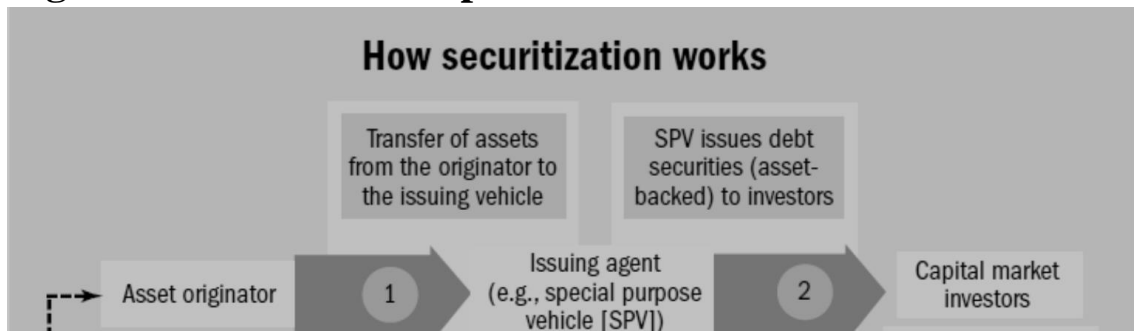 How securitization works
Transfer of assets
from the originator to
the issuing vehicle
SPV issues debt
securities (asset-
backed) to investors
Asset originator
1
Issuing agent
(e.g., special purpose
vehicle [SPV])
2
Capital market
investors